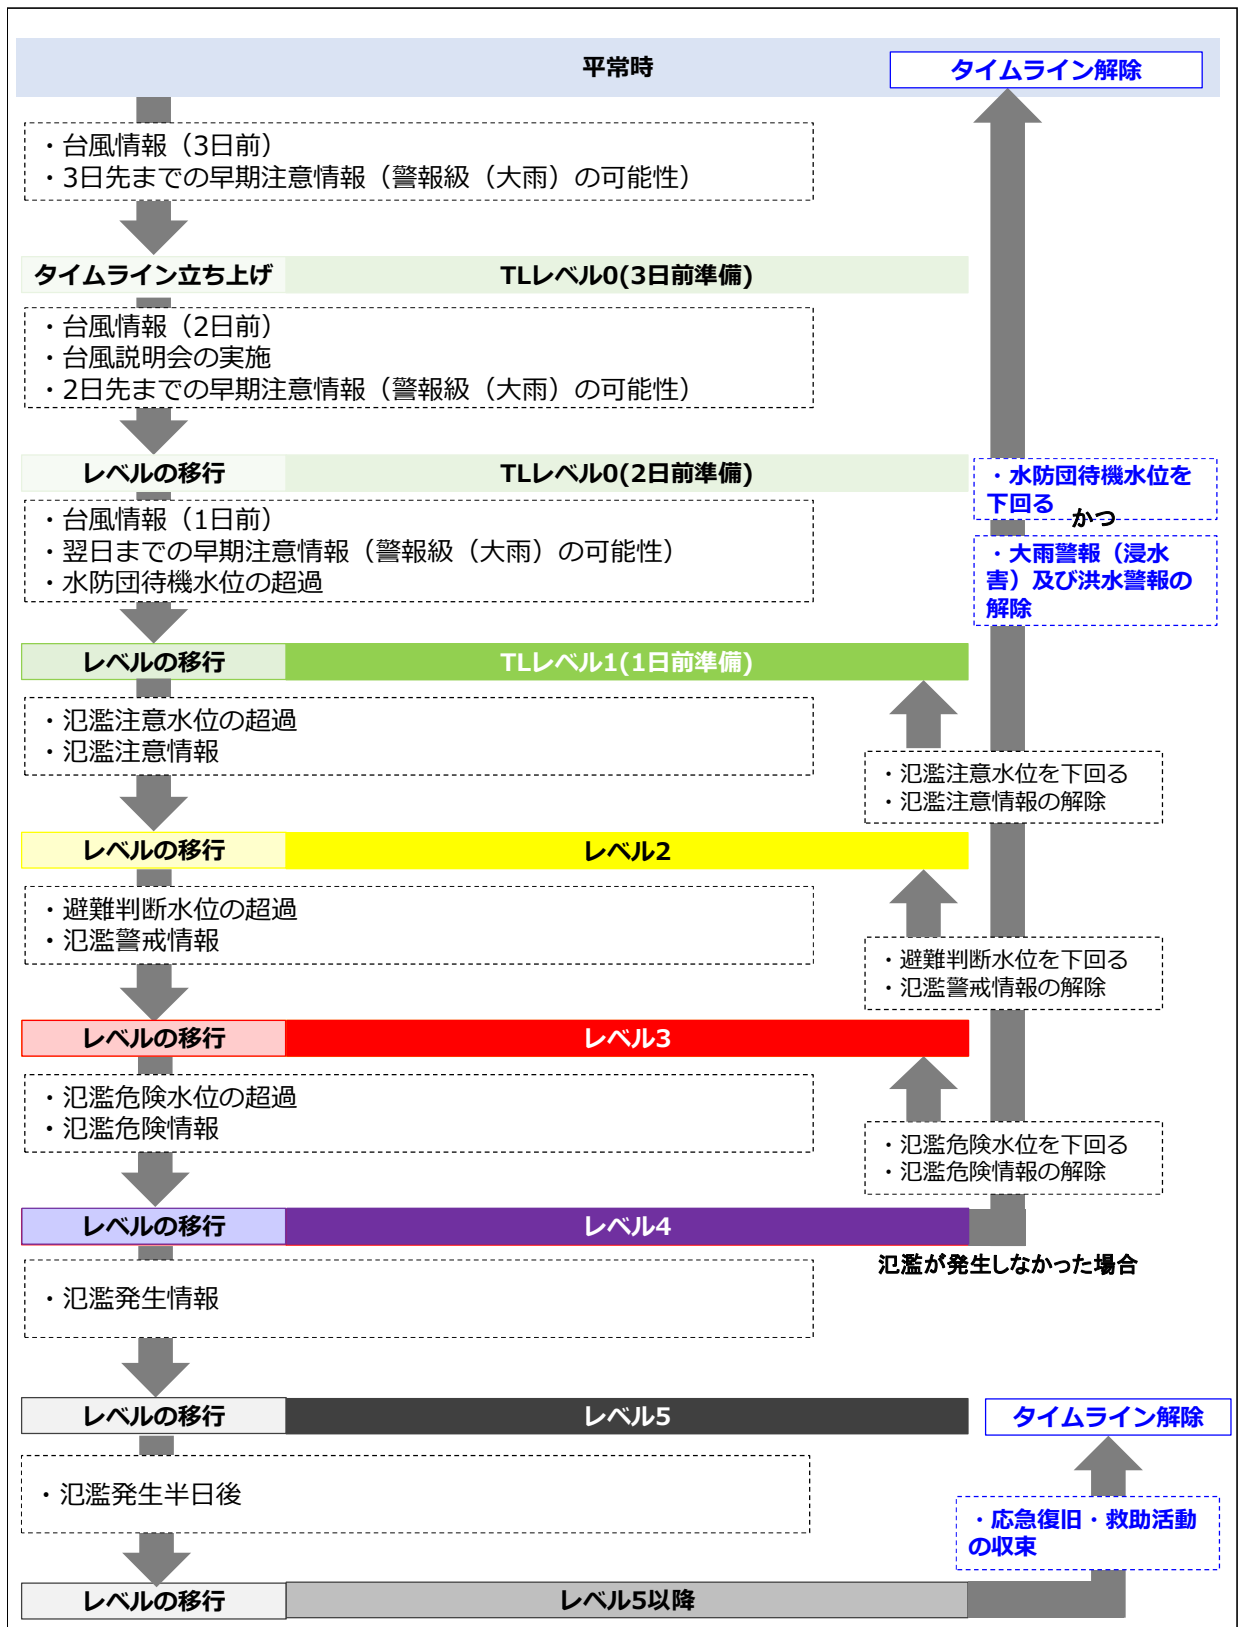 平常時
タイムライン解除
・台風情報（3日前）
・3日先までの早期注意情報（警報級（大雨）の可能性）
タイムライン立ち上げ
TLレベル0(3日前準備)
・台風情報（2日前）
・台風説明会の実施
・2日先までの早期注意情報（警報級（大雨）の可能性）
レベルの移行
TLレベル0(2日前準備)
・水防団待機水位を
下回る
かつ
・大雨警報（浸水
害）及び洪水警報の
解除
・台風情報（1日前）
・翌日までの早期注意情報（警報級（大雨）の可能性）
・水防団待機水位の超過
レベルの移行
TLレベル1(1日前準備)
・氾濫注意水位の超過
・氾濫注意情報
・氾濫注意水位を下回る
・氾濫注意情報の解除
レベルの移行
レベル2
・避難判断水位の超過
・氾濫警戒情報
・避難判断水位を下回る
・氾濫警戒情報の解除
レベルの移行
レベル3
・氾濫危険水位の超過
・氾濫危険情報
・氾濫危険水位を下回る
・氾濫危険情報の解除
レベルの移行
レベル4
氾濫が発生しなかった場合
・氾濫発生情報
レベルの移行
レベル5
タイムライン解除
・氾濫発生半日後
・応急復旧・救助活動
の収束
レベルの移行
レベル5以降